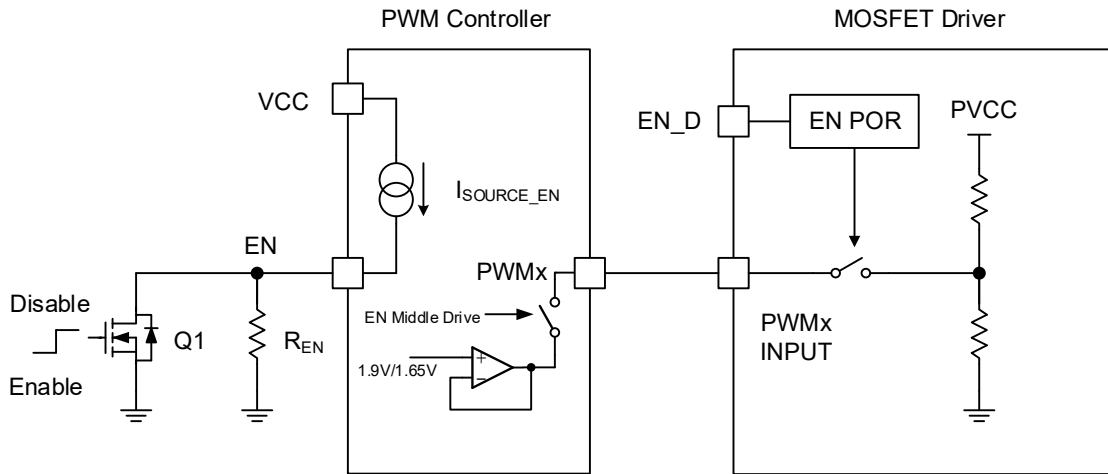 PWM Controller
MOSFET Driver
VCC
EN_D
EN POR
PVCC
ISOURCE_EN
EN
PWMx
Disable
Enable
Q1
REN
EN Middle Drive
1.9V/1.65V
+
−
PWMx
INPUT